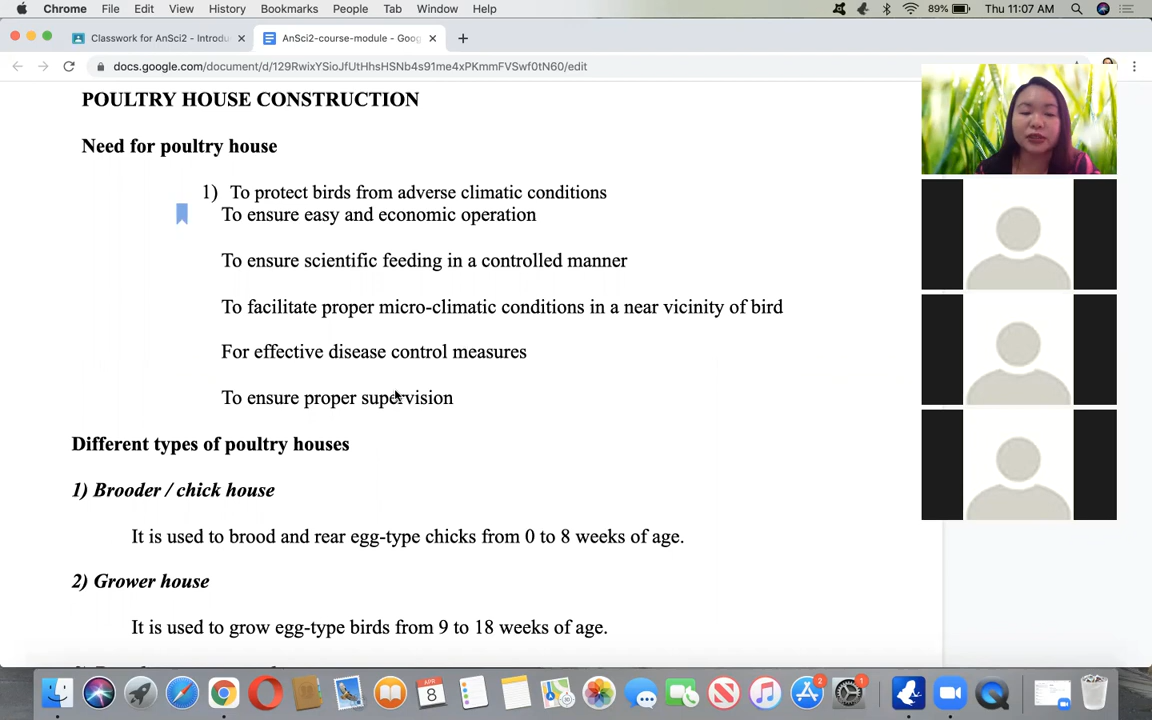 Chrome File Edit View History Bookmarks People Tab Window Help 89% Thu 11:07 AM
Classwork for AnSci2 - Introdu
AnSci2-course-module - Goog
docs.google.com/document/d/129RwixYSioJfUtHhsHSNb4s91me4xPKmmFVSwf0tN60/edit
POULTRY HOUSE CONSTRUCTION
Need for poultry house
1) To protect birds from adverse climatic conditions
To ensure easy and economic operation
To ensure scientific feeding in a controlled manner
To facilitate proper micro-climatic conditions in a near vicinity of bird
For effective disease control measures
To ensure proper supervision
Different types of poultry houses
1) Brooder / chick house
It is used to brood and rear egg-type chicks from 0 to 8 weeks of age.
2) Grower house
It is used to grow egg-type birds from 9 to 18 weeks of age.
APR
8
2
1